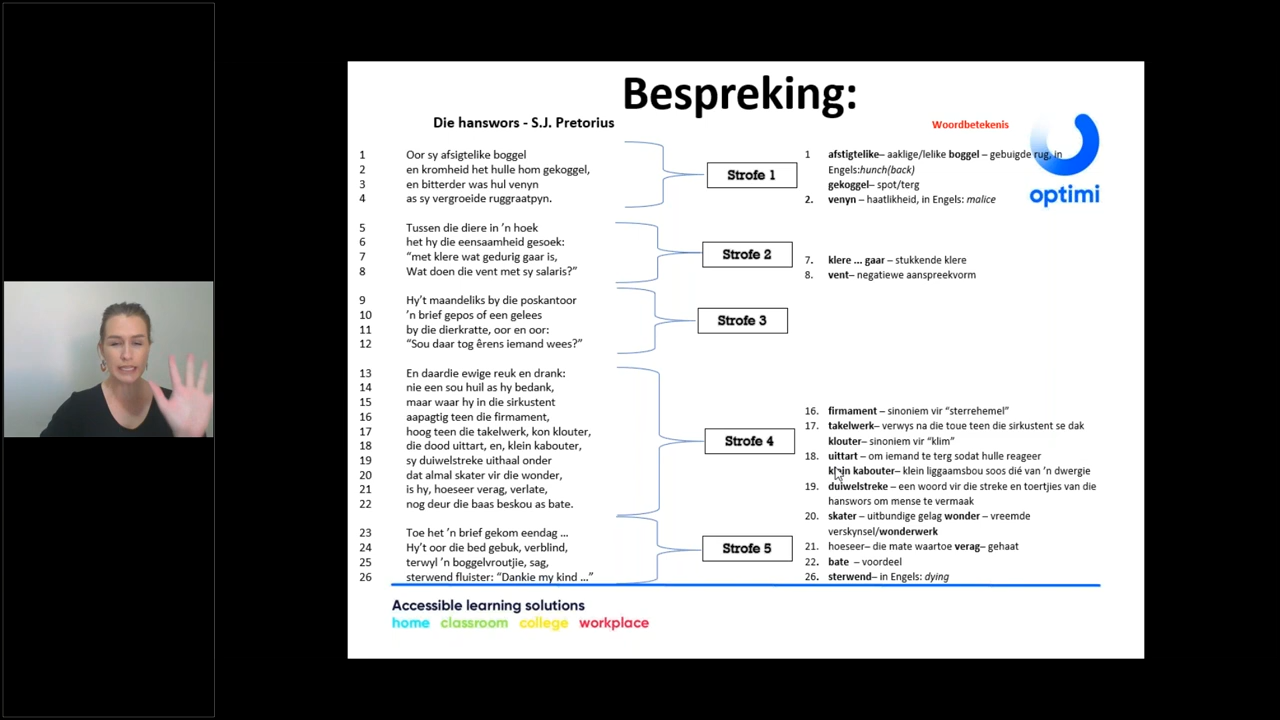 Bespreking:
Die hanswors - S.J. Pretorius
1 Oor sy afsigtelike boggel
2 en kromheid het hulle hom gekoggel,
3 en bitterder was hul venyn
4 as sy vergroeide ruggraatpyn.
5 Tussen die diere in 'n hoek
6 het hy die eensaamheid gesoek:
7 “met klere wat gedurig gaar is,
8 Wat doen die vent met sy salaris?”
9 Hy't maandeliks by die poskantoor
10 'n brief gepos of een gelees
11 by die dierkratte, oor en oor:
12 “Sou daar tog êrens iemand wees?”
13 En daardie ewige reuk en drank:
14 nie een sou huil as hy bedank,
15 maar waar hy in die sirkustent
16 aapagtig teen die firmament,
17 hoog teen die takelwerk, kon klouter,
18 die dood uittart, en, klein kabouter,
19 sy duiwelstreke uithaal onder
20 dat almal skater vir die wonder,
21 is hy, hoeseer verag, verlate,
22 nog deur die baas beskou as bate.
23 Toe het 'n brief gekom eendag ...
24 Hy't oor die bed gebuk, verblind,
25 terwyl 'n boggelvroutjie, sag,
26 sterwend fluister: “Dankie my kind ...”
Strofe 1
Strofe 2
Strofe 3
Strofe 4
Strofe 5
Woordbetekenis
1 afstigtelike– aaklige/lelike boggel – gebuigde rug, in
Engels:hunch(back)
gekoggel– spot/terg
2. venyn – haatlikheid, in Engels: malice
7. klere ... gaar – stukkende klere
8. vent– negatiewe aanspreekvorm
16. firmament – sinoniem vir “sterrehemel”
17. takelwerk– verwys na die toue teen die sirkustent se dak
klouter– sinoniem vir “klim”
18. uittart – om iemand te terg sodat hulle reageer
klein kabouter– klein liggaamsbou soos dié van 'n dwergie
19. duiwelstreke – een woord vir die streke en toertjies van die
hanswors om mense te vermaak
20. skater – uitbundige gelag wonder – vreemde
verskynsel/wonderwerk
21. hoeseer– die mate waartoe verag– gehaat
22. bate – voordeel
26. sterwend– in Engels: dying
optimi
Accessible learning solutions
home classroom college workplace